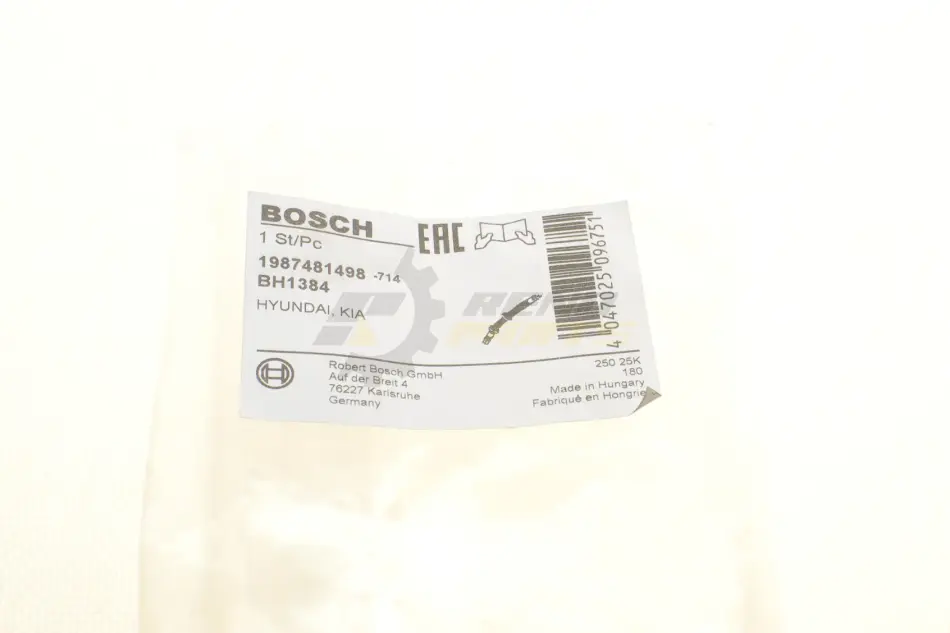 BOSCH
EAC
1 St/Pc
1987481498 -714
BH1384
HYUNDAI, KIA
4 047025 096751
Robert Bosch GmbH
Auf der Breit 4
76227 Karlsruhe
Germany
250 25K
180
Made in Hungary
Fabriqué en Hongrie